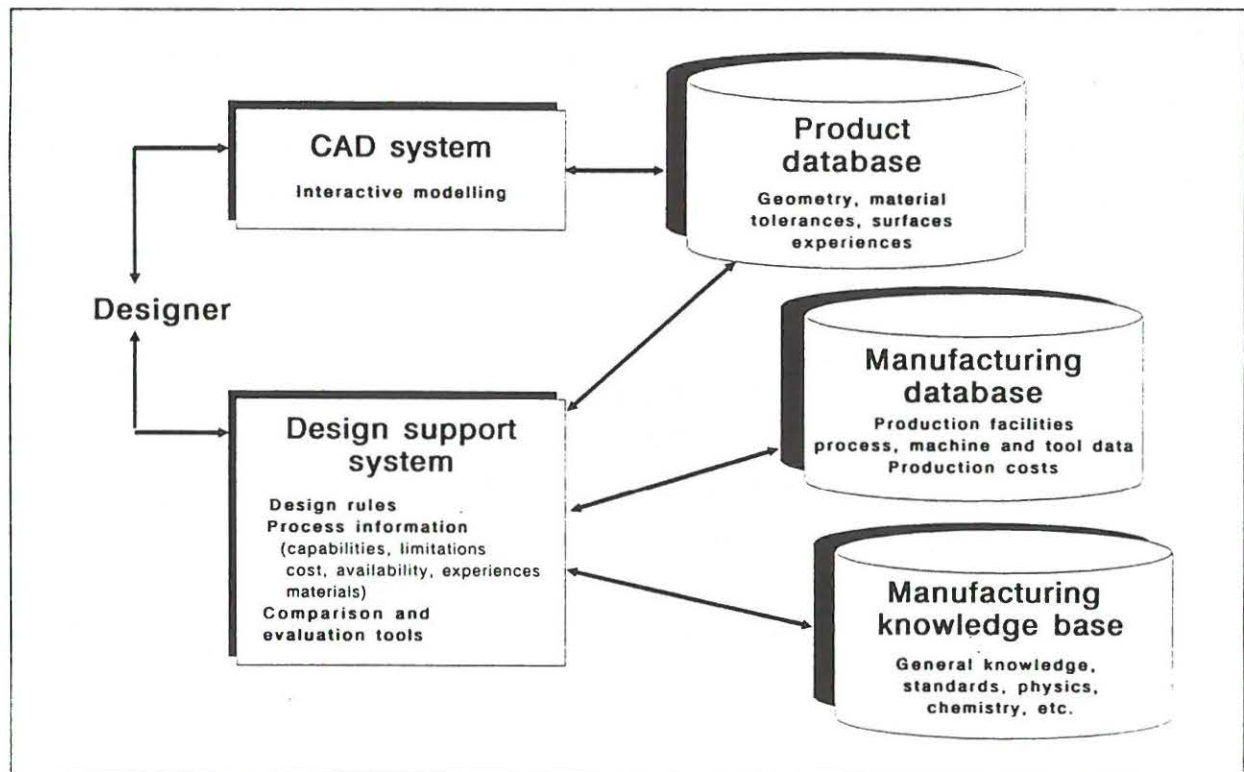 CAD system
Interactive modelling
Product
database
Geometry, material
tolerances, surfaces
experiences
Designer
Design support
system
Design rules
Process information
(capabilities, limitations
cost, availability, experiences
materials)
Comparison and
evaluation tools
Manufacturing
database
Production facilities
process, machine and tool data
Production costs
Manufacturing
knowledge base
General knowledge,
standards, physics,
chemistry, etc.